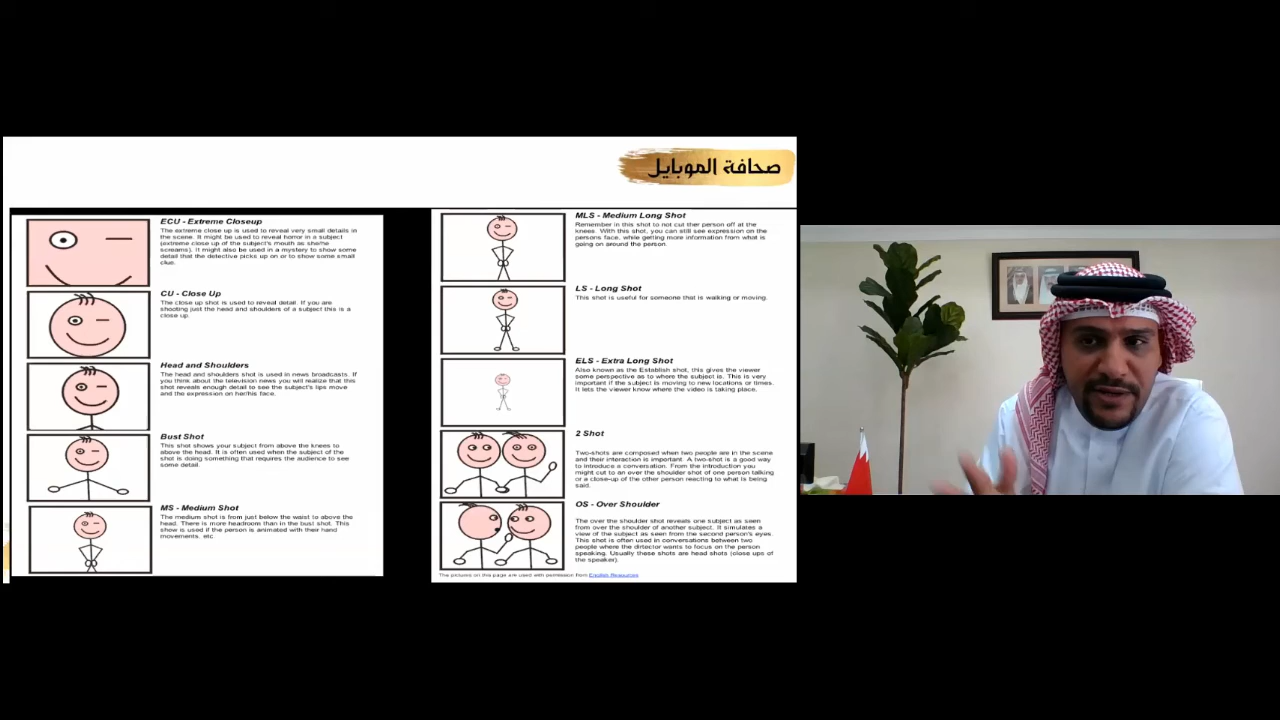 صحافة الموبايل
ECU - Extreme Closeup
The extreme close up is used to reveal very small details in
the scene. It might be used to reveal horror in a subject
(extreme close up of the subject's mouth as she/he
screams). It might also be used in a mystery to show some
detail that the detective picks up on or to show some small
clue.
CU - Close Up
The close up shot is used to reveal detail. If you are
shooting just the head and shoulders of a subject this is a
close up.
Head and Shoulders
The head and shoulders shot is used in news broadcasts. If
you think about the television news you will realize that this
shot reveals enough detail to see the subject's lips move
and the expression on her/his face.
Bust Shot
This shot shows your subject from above the knees to
above the head. It is often used when the subject of the
shot is doing something that requires the audience to see
some detail.
MS - Medium Shot
The medium shot is from just below the waist to above the
head. There is more headroom than in the bust shot. This
show is used if the person is animated with their hand
movements, etc
MLS - Medium Long Shot
Remember in this shot to not cut ther person off at the
knees. With this shot, you can still see expression on the
persons face, while getting more information from what is
going on around the person.
LS - Long Shot
This shot is useful for someone that is walking or moving.
ELS - Extra Long Shot
Also known as the Establish shot, this gives the viewer
some perspective as to where the subject is. This is very
important if the subject is moving to new locations or times.
It lets the viewer know where the video is taking place.
2 Shot
Two-shots are composed when two people are in the scene
and their interaction is important. A two-shot is a good way
to introduce a conversation. From the introduction you
might cut to an over the shoulder shot of one person talking
or a close-up of the other person reacting to what is being
said.
OS - Over Shoulder
The over the shoulder shot reveals one subject as seen
from over the shoulder of another subject. It simulates a
view of the subject as seen from the second person's eyes.
This shot is often used in conversations between two
people where the dirtector wants to focus on the person
speaking. Usually these shots are head shots (close ups of
the speaker).
The pictures on this page are used with permission from English Resources